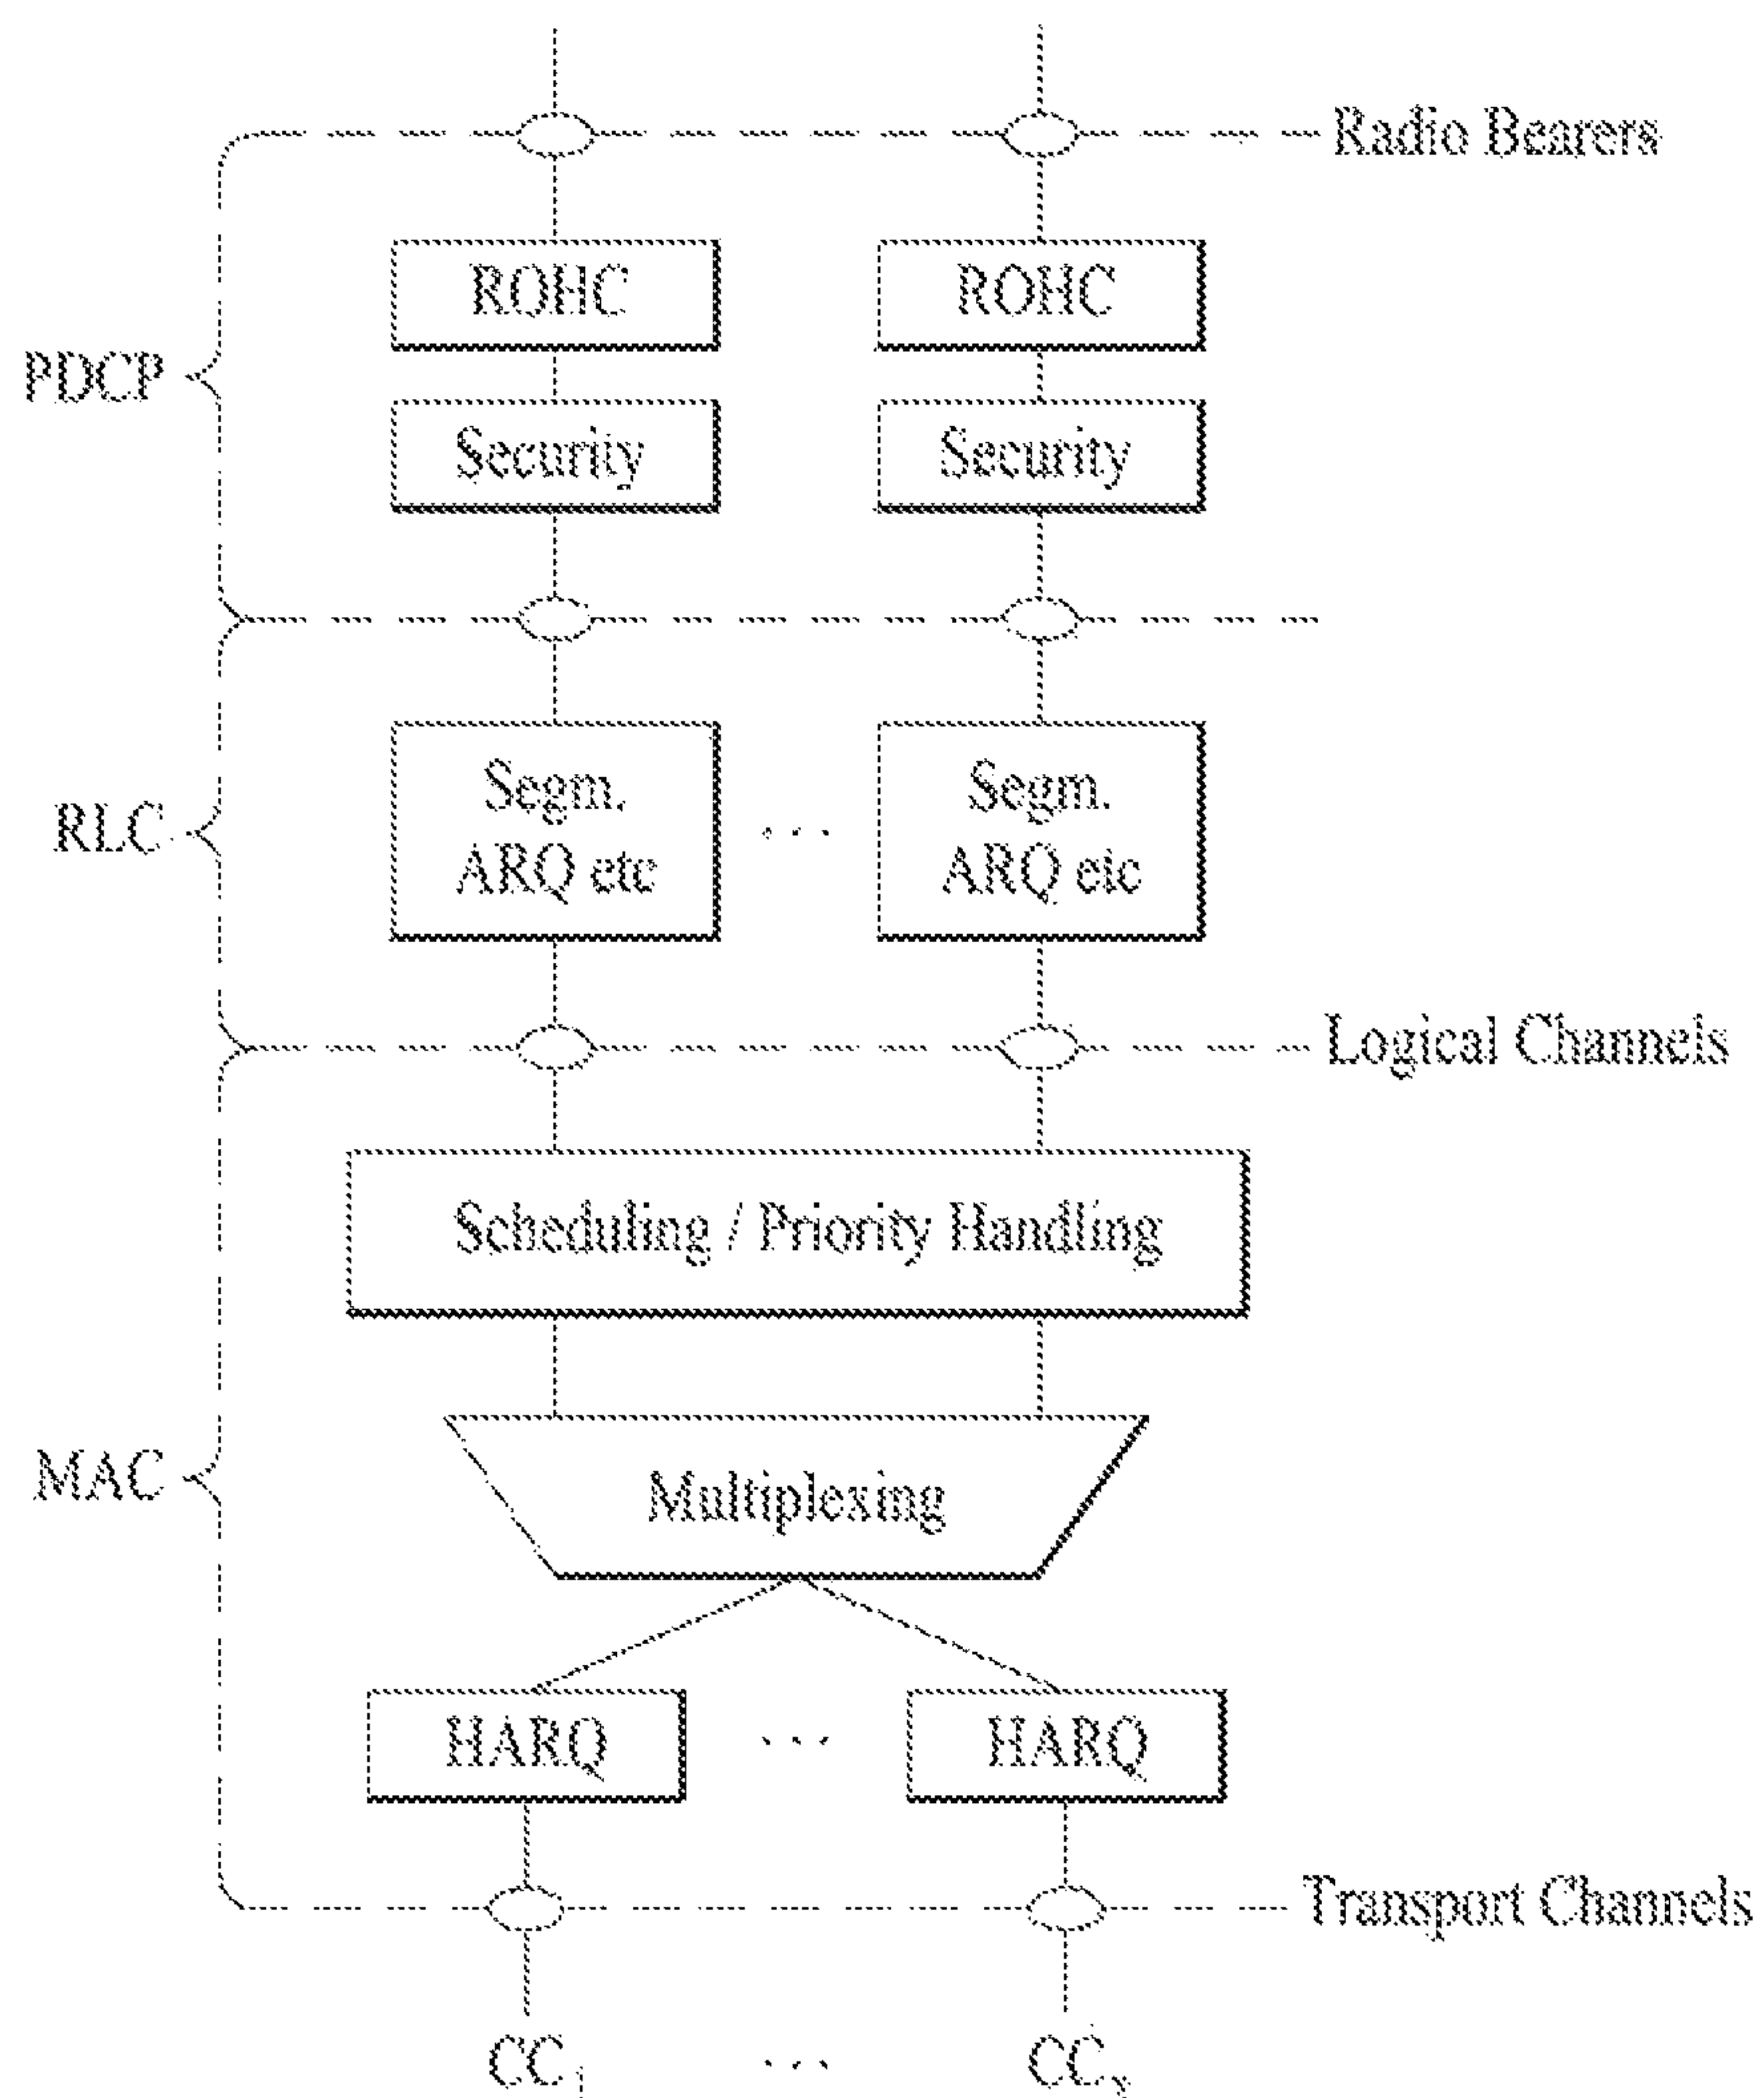 Radio Bearers
ROHC
ROHC
PDCP
Security
Security
Segm.
ARQ etc
Segm.
ARQ etc
RLC
...
Logical Channels
Scheduling / Priority Handling
MAC
Multiplexing
HARQ
...
HARQ
Transport Channels
CC
...
CC